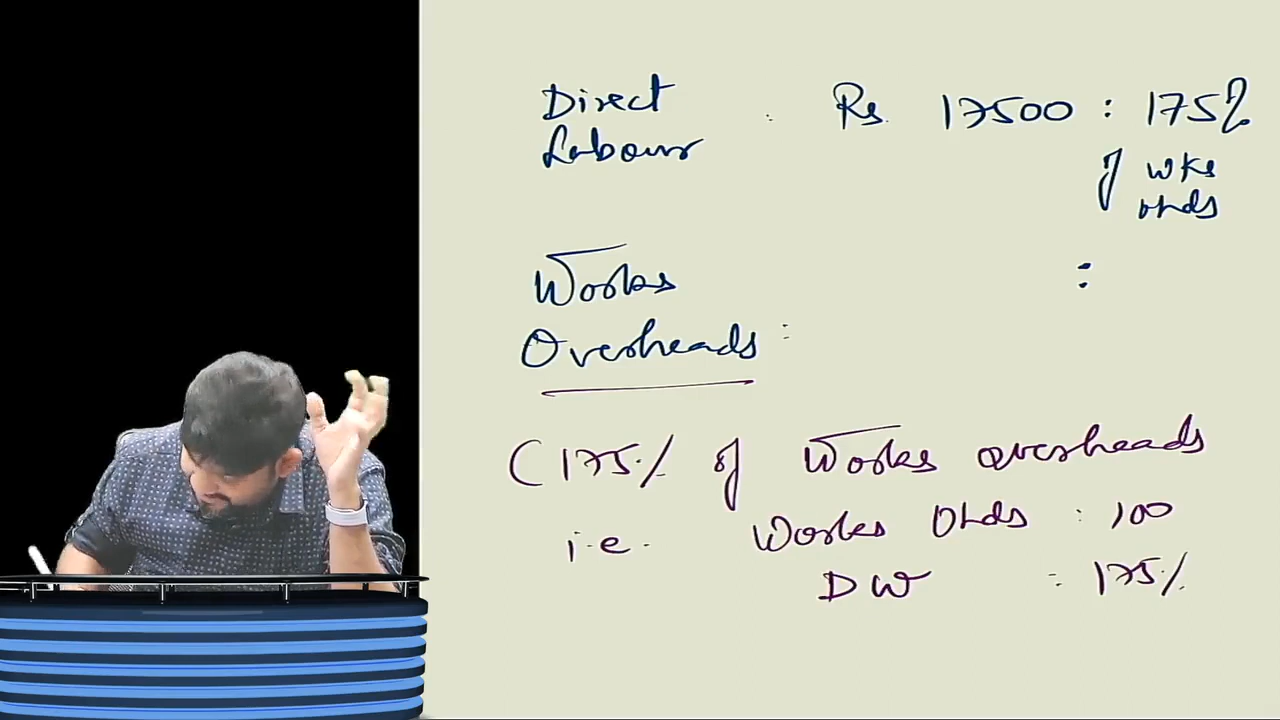 Direct Labour : Rs. 17500 : 175%
of wks
ohds
Works :
Overheads :
(175% of Works overheads
i.e. Works Ohds : 100
DW : 175%